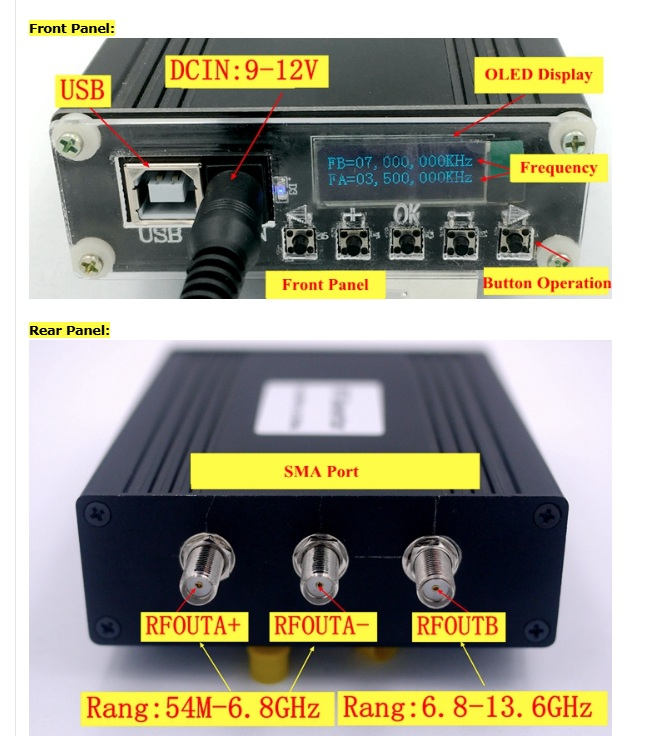 Front Panel:
DCIN:9-12V
OLED Display
USB
FB=07,000,000KHz
FA=03,500,000KHz
Frequency
USB
+
OK
-
Front Panel
Button Operation
Rear Panel:
SMA Port
RFOUTA+
RFOUTA-
RFOUTB
Rang:54M-6.8GHz
Rang:6.8-13.6GHz